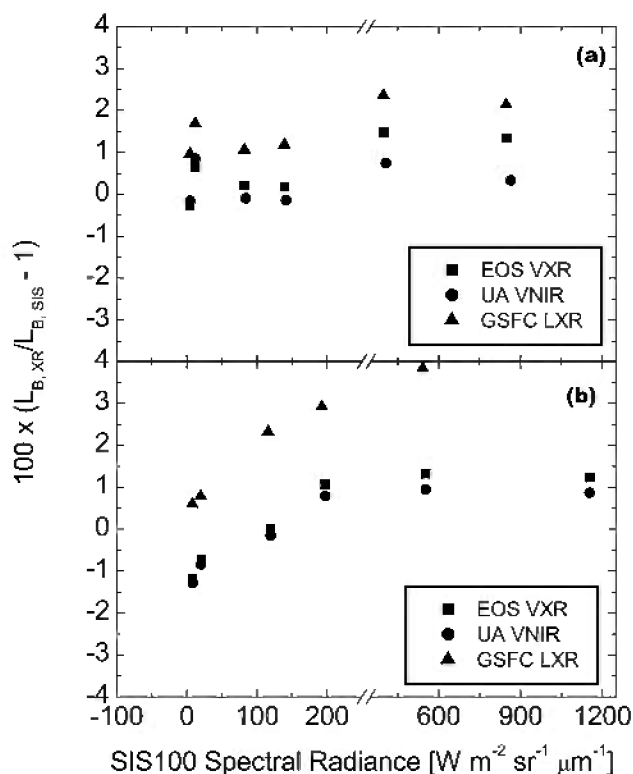 4
3
2
1
0
-1
-2
-3
-4
(a)
EOS VXR
UA VNIR
GSFC LXR
100 x (L_B, XR/L_B, SIS - 1)
4
3
2
1
0
-1
-2
-3
-4
(b)
EOS VXR
UA VNIR
GSFC LXR
-100 0 100 200 600 900 1200
SIS100 Spectral Radiance [W m⁻² sr⁻¹ μm⁻¹]